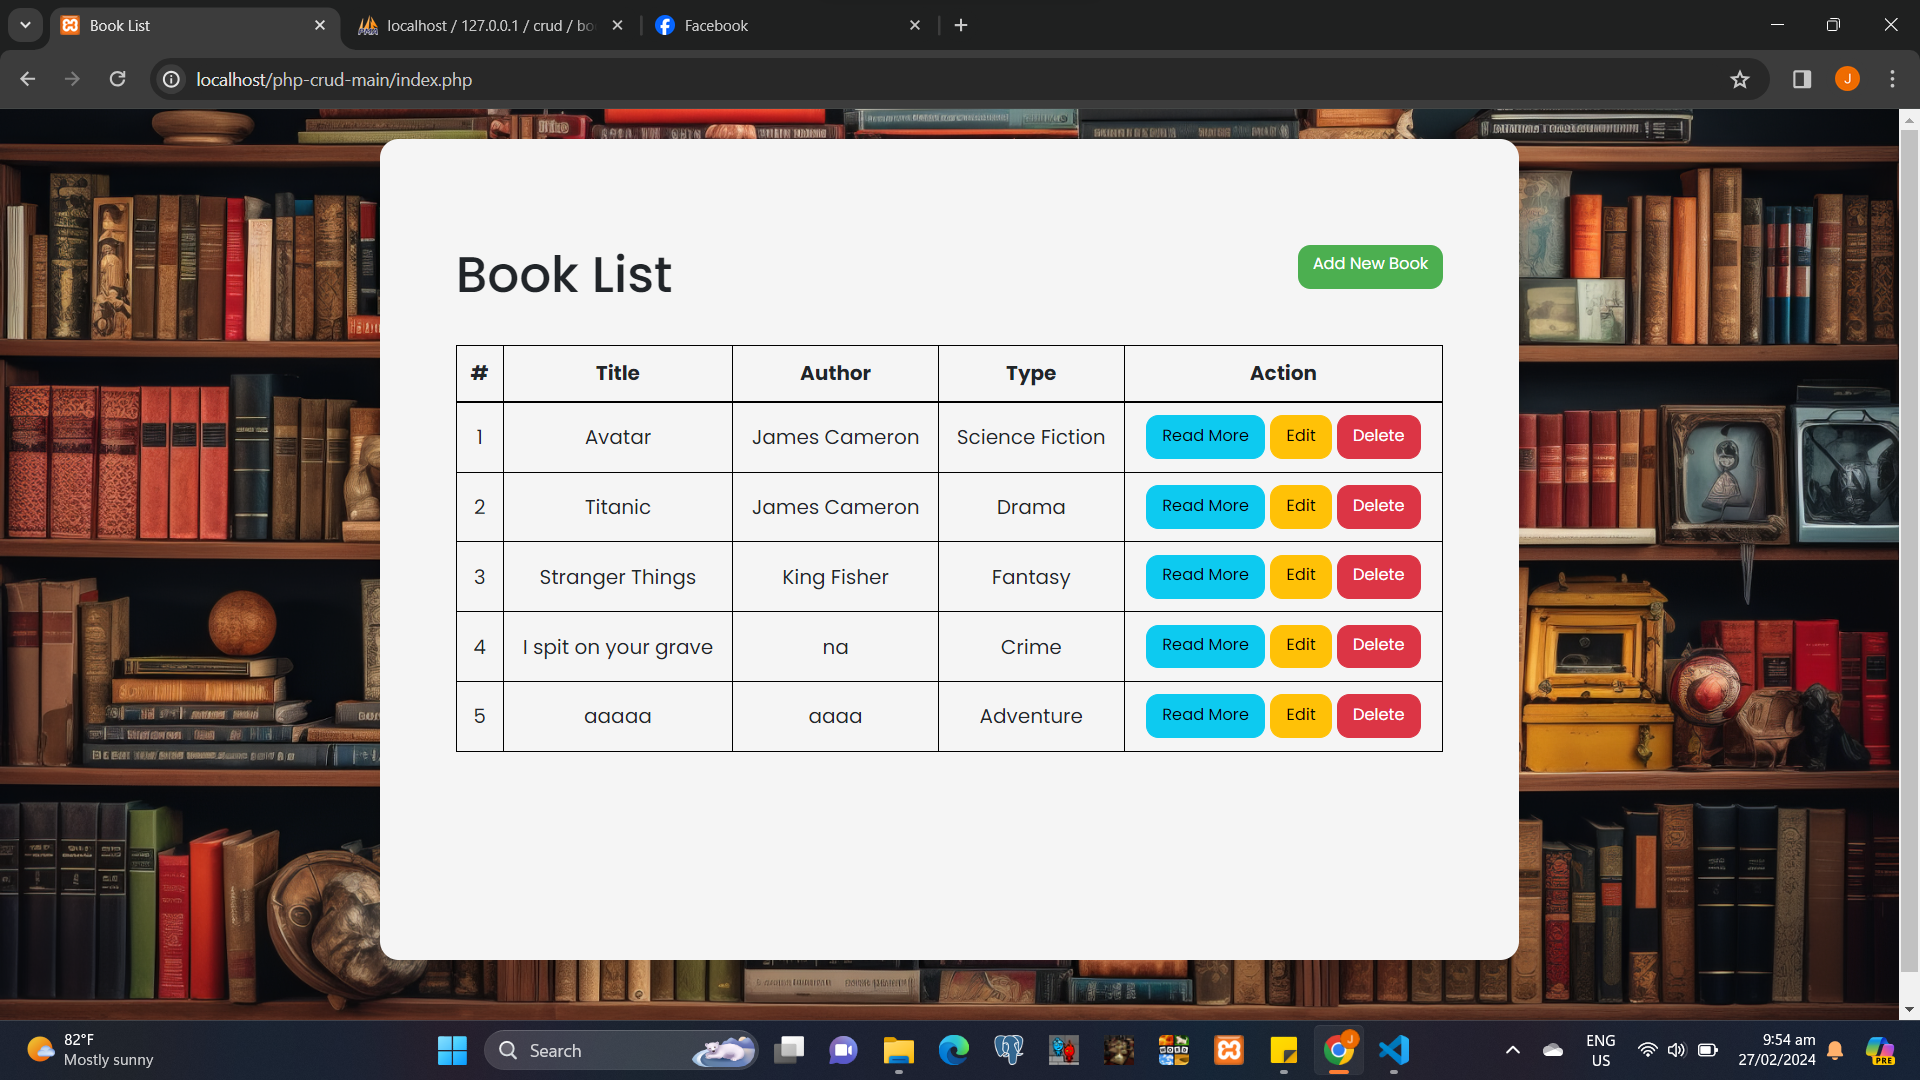 Book List
localhost / 127.0.0.1 / crud / bo
Facebook
localhost/php-crud-main/index.php
J
Book List
Add New Book
# Title Author Type Action
1 Avatar James Cameron Science Fiction Read More Edit Delete
2 Titanic James Cameron Drama Read More Edit Delete
3 Stranger Things King Fisher Fantasy Read More Edit Delete
4 I spit on your grave na Crime Read More Edit Delete
5 aaaaa aaaa Adventure Read More Edit Delete
82°F
Mostly sunny
Search
J
ENG
US
9:54 am
27/02/2024
PRE